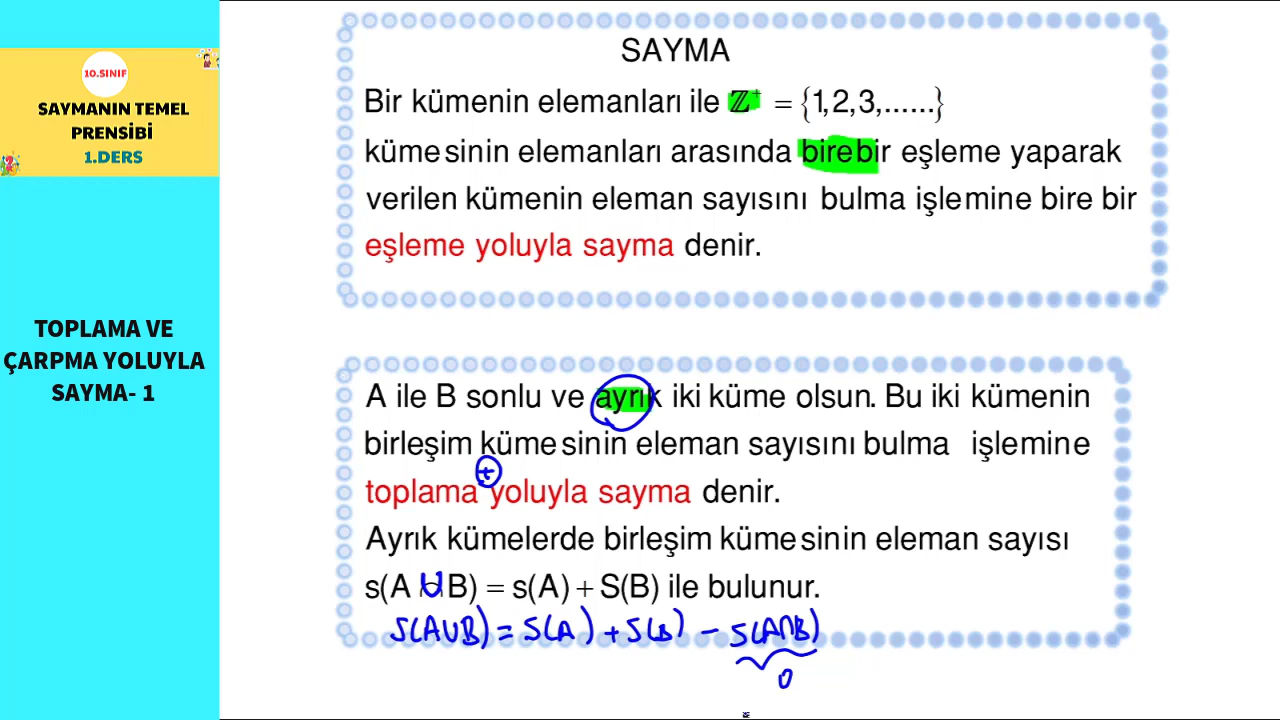 10.SINIF
SAYMANIN TEMEL
PRENSİBİ
1.DERS
TOPLAMA VE
ÇARPMA YOLUYLA
SAYMA- 1
SAYMA
Bir kümenin elemanları ile ℤ⁺ = {1,2,3,......}
kümesinin elemanları arasında birebir eşleme yaparak
verilen kümenin eleman sayısını bulma işlemine bire bir
eşleme yoluyla sayma denir.
A ile B sonlu ve ayrık iki küme olsun. Bu iki kümenin
birleşim kümesinin eleman sayısını bulma işlemine
+
toplama yoluyla sayma denir.
Ayrık kümelerde birleşim kümesinin eleman sayısı
s(A ∪ B) = s(A) + S(B) ile bulunur.
S(A∪B) = S(A) + S(B) - S(A∩B)
0